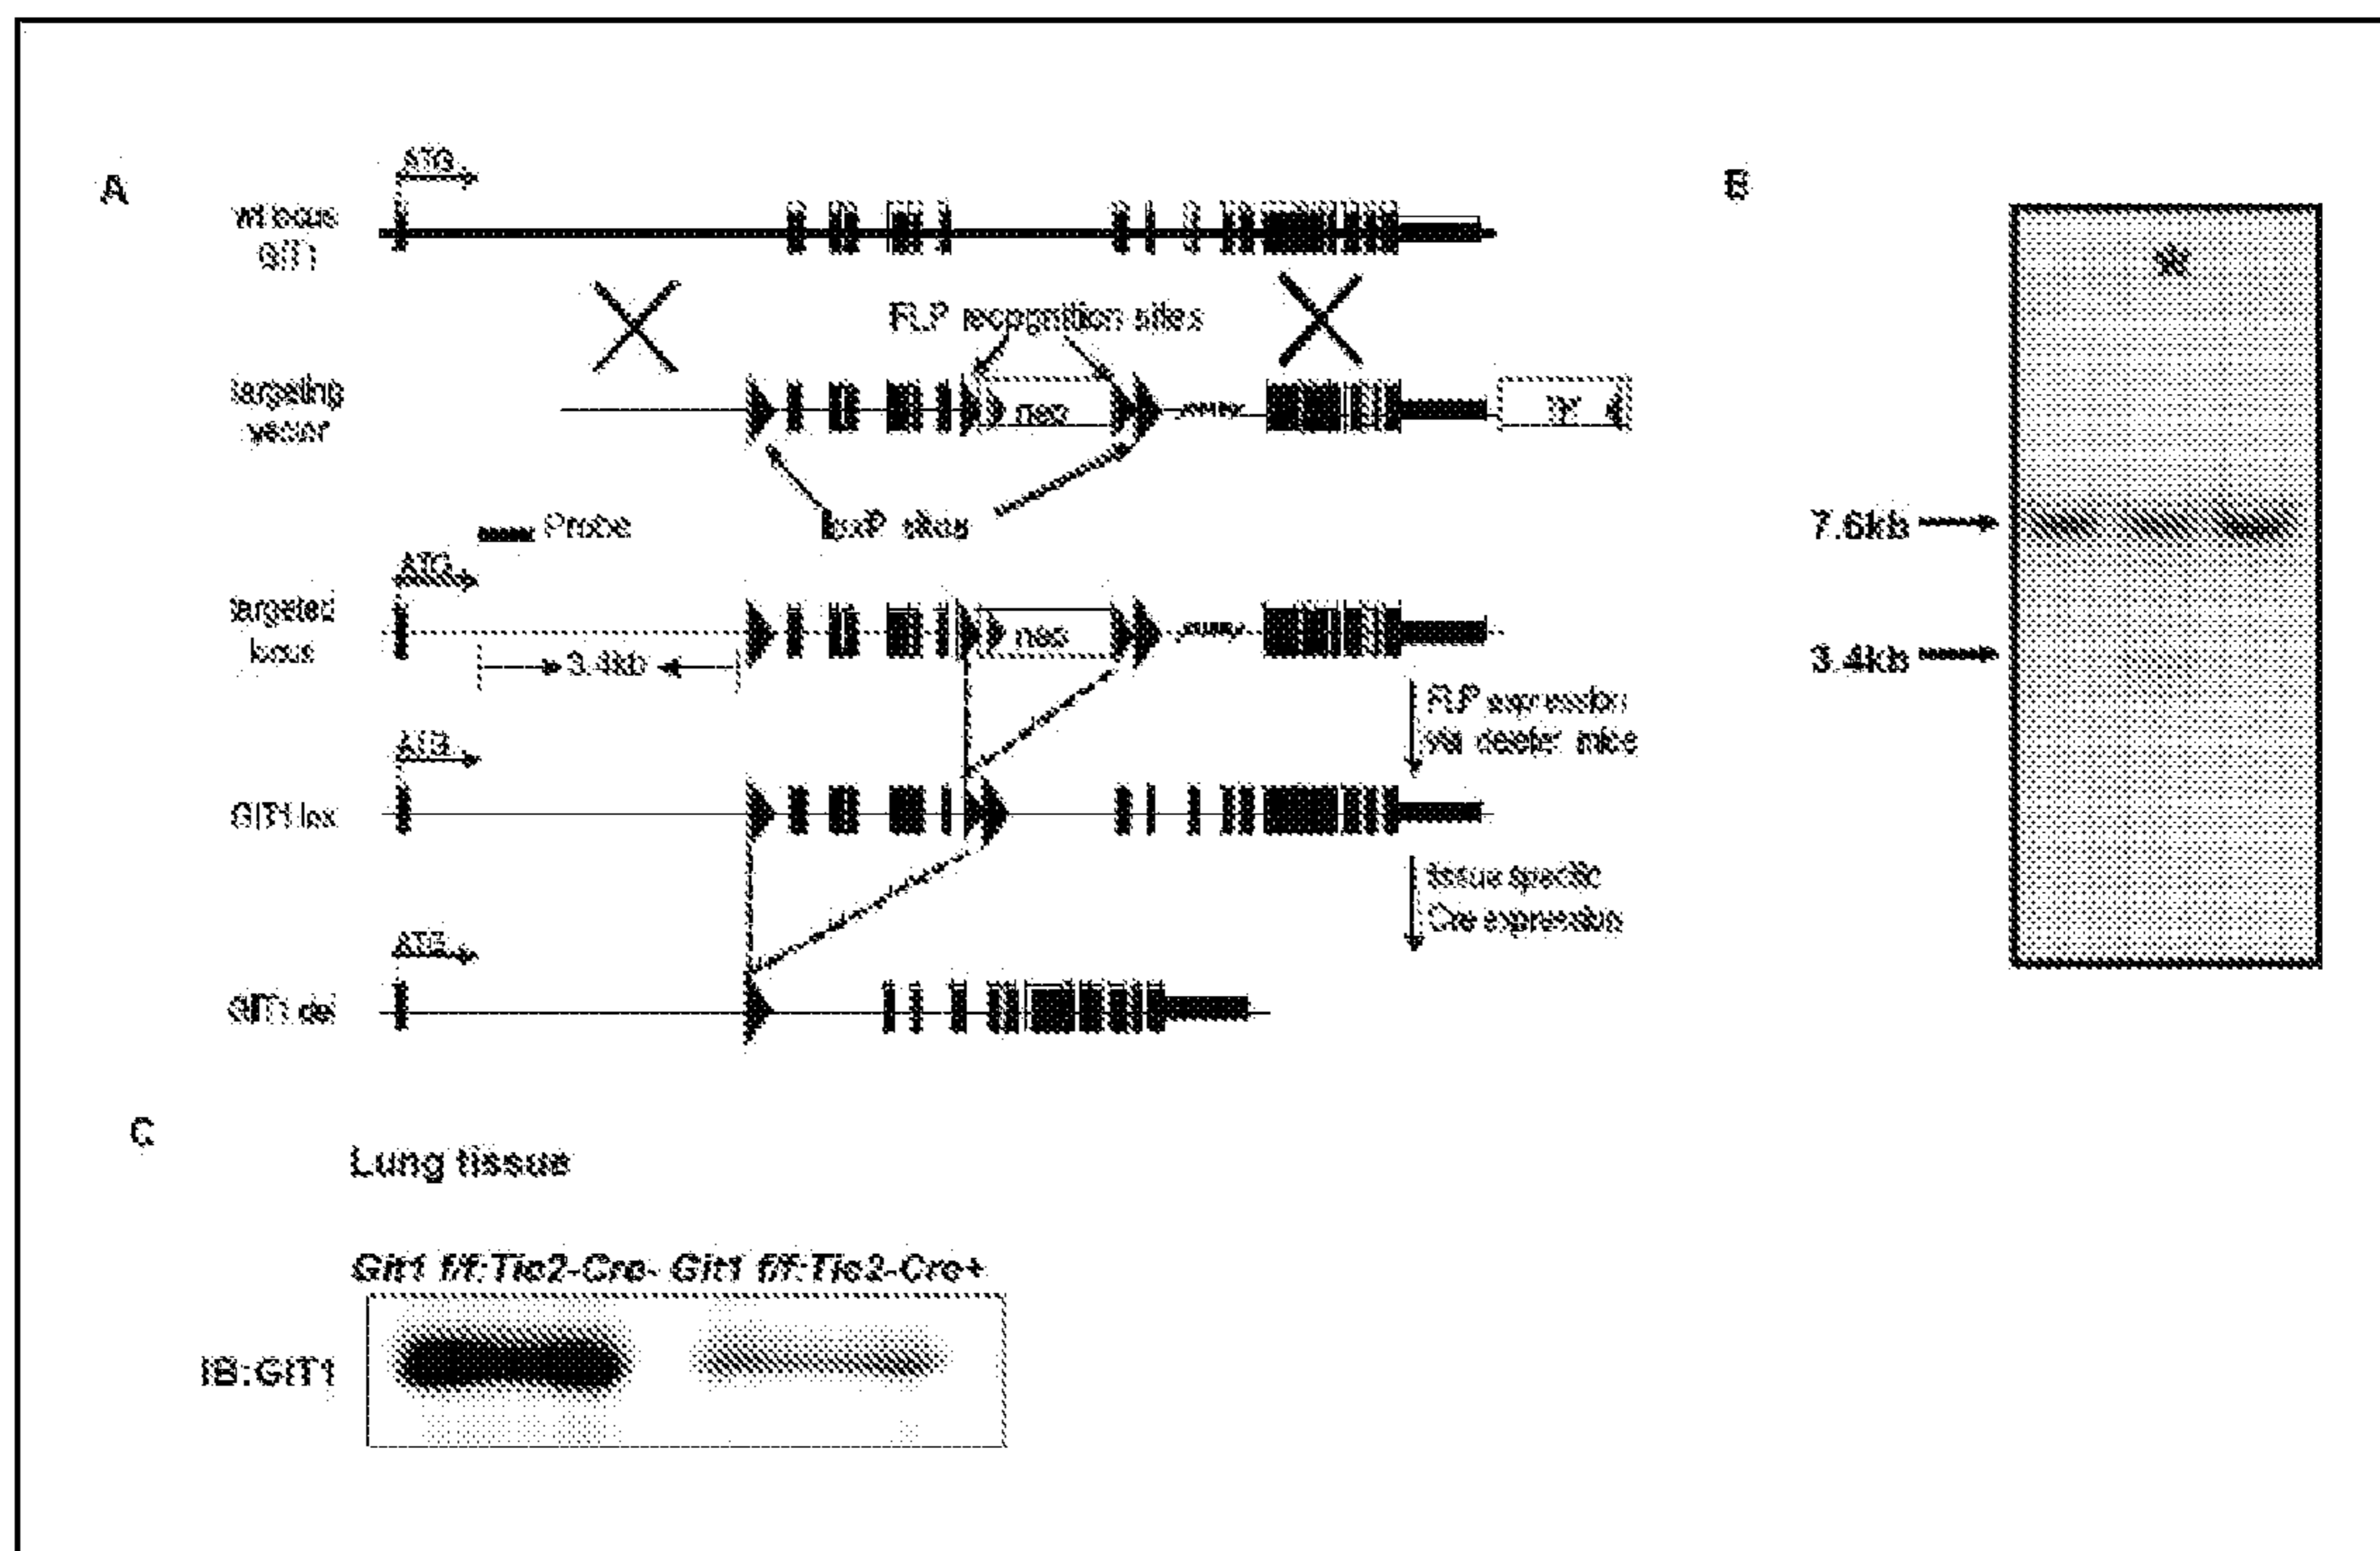 A
ATG
wt locus
GIT1
FLP recognition sites
targeting
vector
neo
TK
loxP sites
Probe
ATG
targeted
locus
neo
3.4kb
FLP expression
via deleter mice
ATG
GIT1 lox
tissue specific
Cre expression
ATG
GIT1 del
B
*
7.6kb
3.4kb
C
Lung tissue
Git1 f/f:Tie2-Cre- Git1 f/f:Tie2-Cre+
IB:GIT1